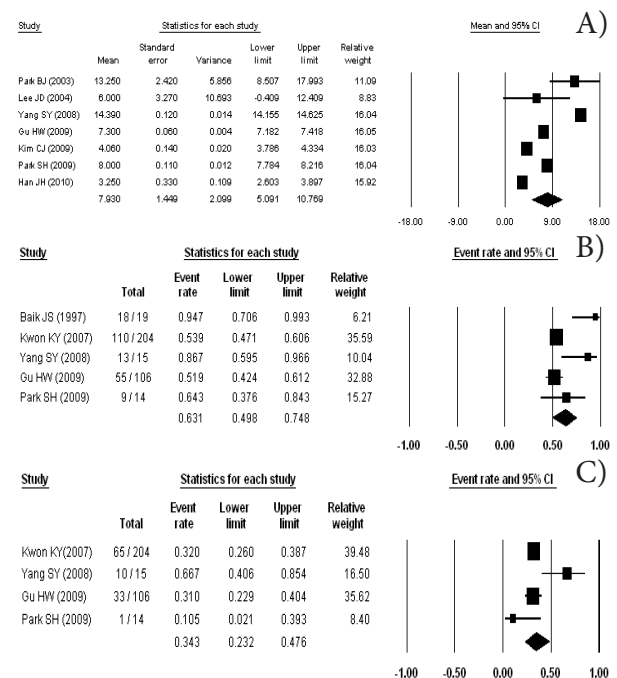 A)
Study Statistics for each study Mean and 95% CI
Mean Standard error Variance Lower limit Upper limit Relative weight
Park BJ (2003) 13.250 2.420 5.856 8.507 17.993 11.09
Lee JD (2004) 6.000 3.270 10.693 -0.409 12.409 8.83
Yang SY (2008) 14.390 0.120 0.014 14.155 14.625 16.04
Gu HW (2009) 7.300 0.060 0.004 7.182 7.418 16.05
Kim CJ (2009) 4.060 0.140 0.020 3.786 4.334 16.03
Park SH (2009) 8.000 0.110 0.012 7.784 8.216 16.04
Han JH (2010) 3.250 0.330 0.109 2.603 3.897 15.92
7.930 1.449 2.099 5.091 10.769
-18.00 -9.00 0.00 9.00 18.00
B)
Study Statistics for each study Event rate and 95% CI
Total Event rate Lower limit Upper limit Relative weight
Baik JS (1997) 18 / 19 0.947 0.706 0.993 6.21
Kwon KY (2007) 110 / 204 0.539 0.471 0.606 35.59
Yang SY (2008) 13 / 15 0.867 0.595 0.966 10.04
Gu HW (2009) 55 / 106 0.519 0.424 0.612 32.88
Park SH (2009) 9 / 14 0.643 0.376 0.843 15.27
0.631 0.498 0.748
-1.00 -0.50 0.00 0.50 1.00
C)
Study Statistics for each study Event rate and 95% CI
Total Event rate Lower limit Upper limit Relative weight
Kwon KY(2007) 65 / 204 0.320 0.260 0.387 39.48
Yang SY (2008) 10 / 15 0.667 0.406 0.854 16.50
Gu HW (2009) 33 / 106 0.310 0.229 0.404 35.62
Park SH (2009) 1 / 14 0.105 0.021 0.393 8.40
0.343 0.232 0.476
-1.00 -0.50 0.00 0.50 1.00